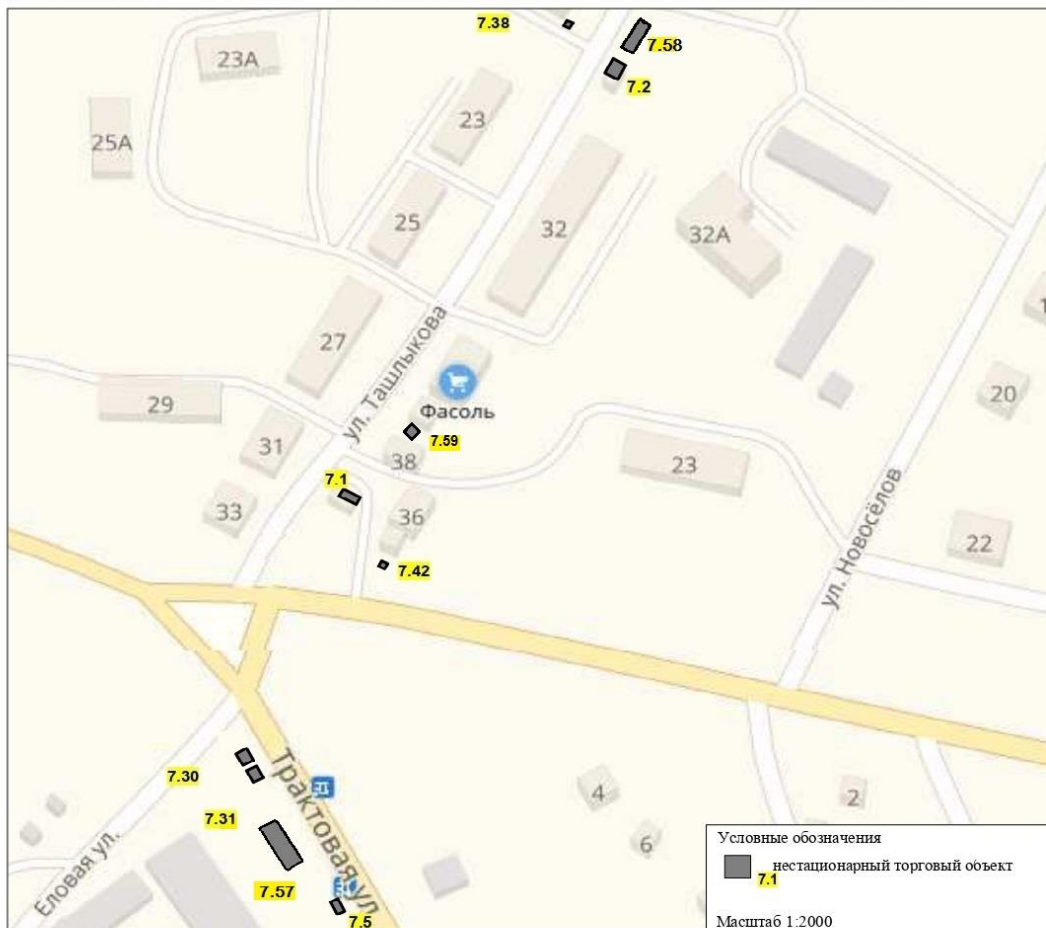 7.38
7.58
23А
7.2
23
25А
25
32
32А
ул. Ташлыкова
27
1
20
29
Фасоль
7.59
31
38
23
7.1
33
36
22
7.42
ул. Новосёлов
7.30
Трактовая ул.
7.31
4
2
6
Еловая ул.
7.57
7.5
Условные обозначения
нестационарный торговый объект
7.1
Масштаб 1:2000